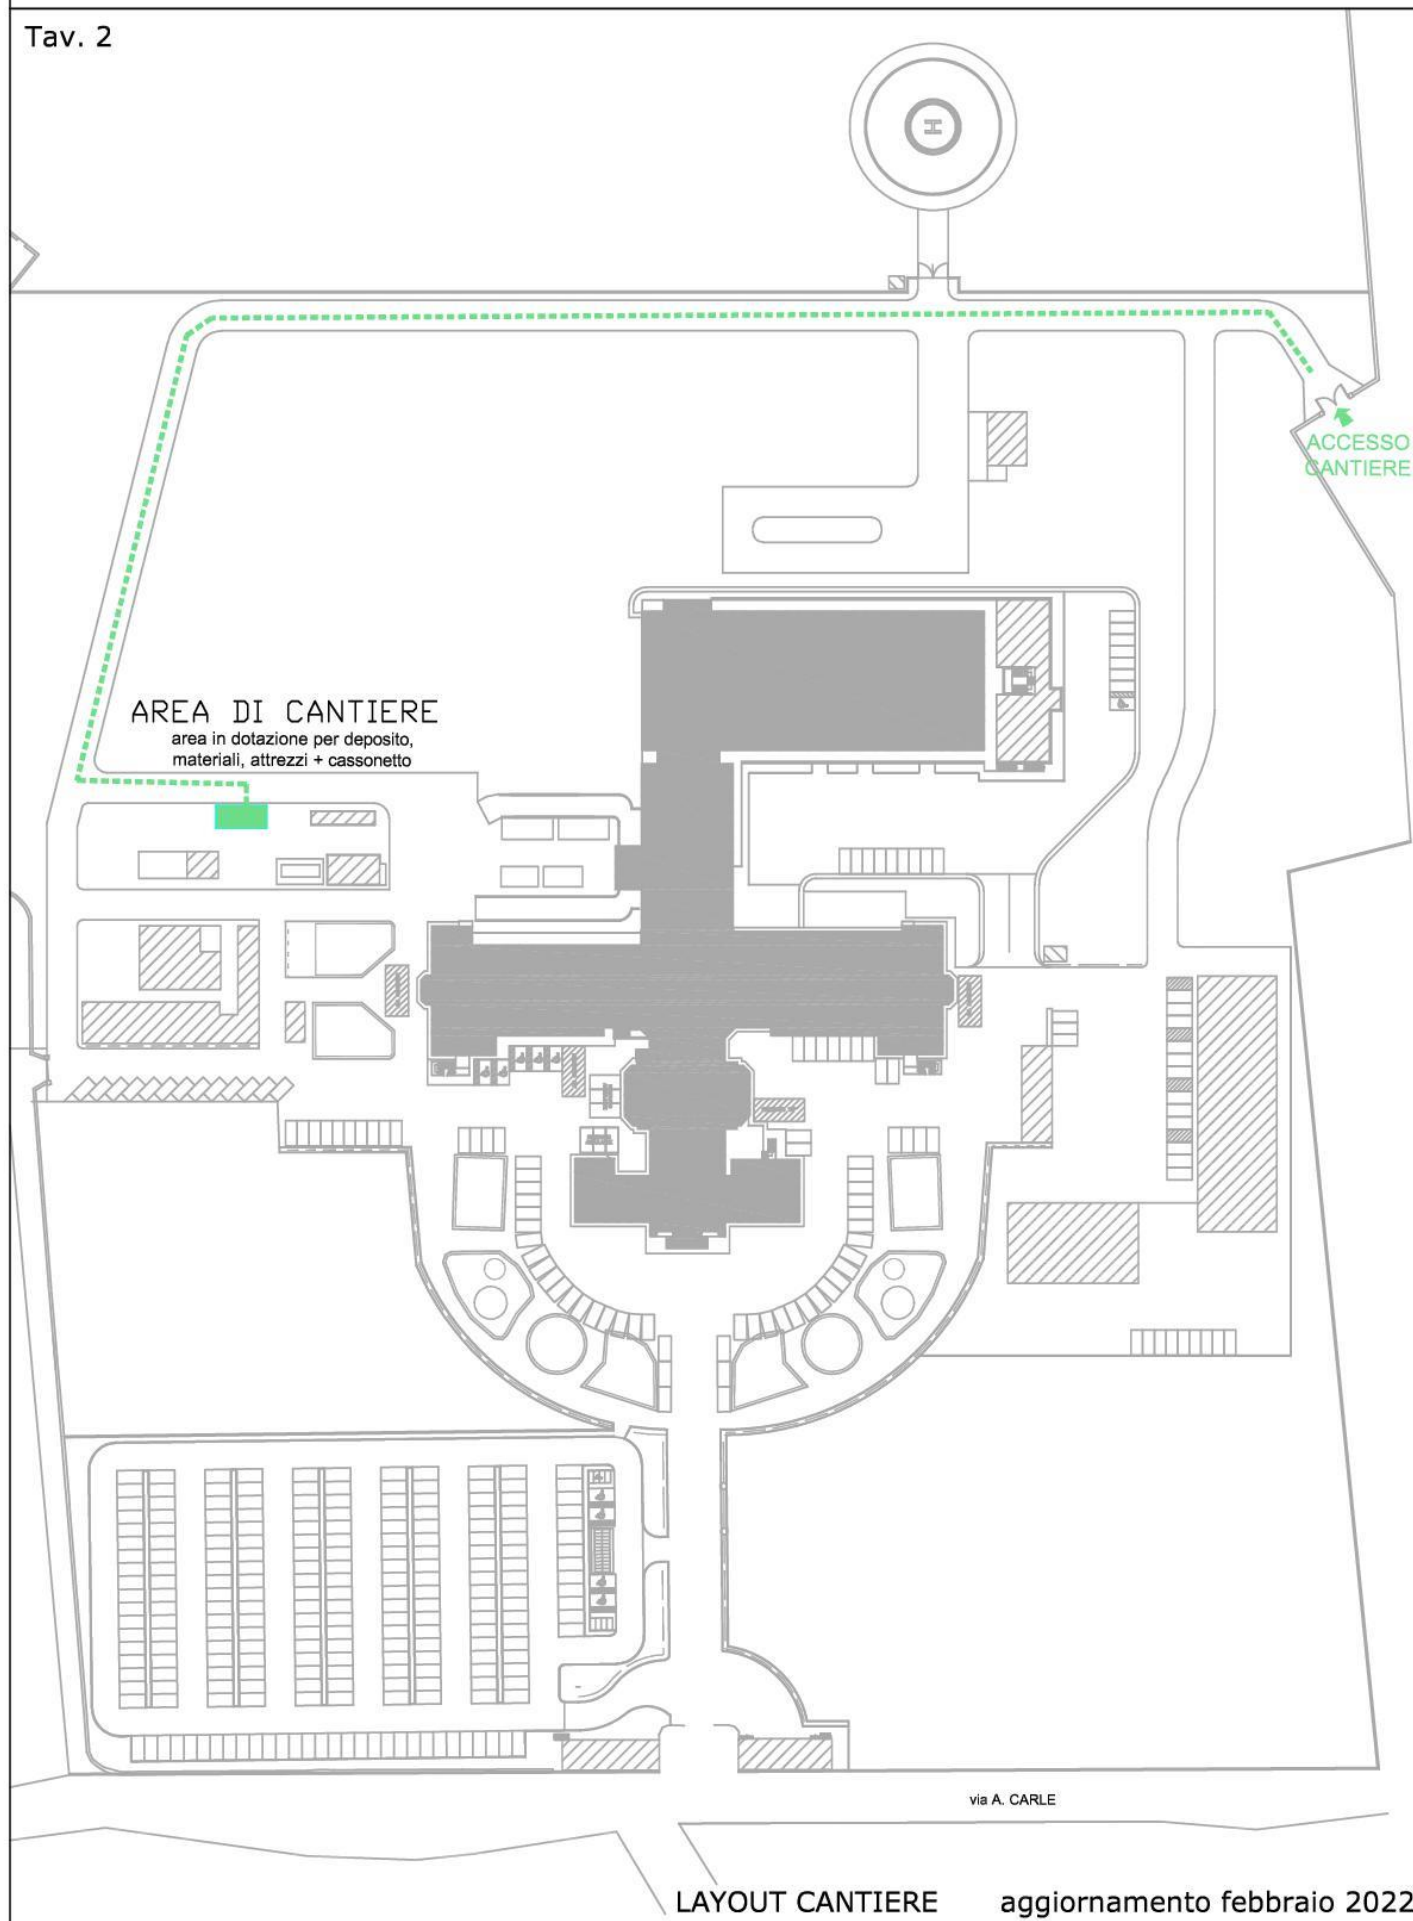 Tav. 2
H
ACCESSO
CANTIERE
AREA DI CANTIERE
area in dotazione per deposito,
materiali, attrezzi + cassonetto
via A. CARLE
LAYOUT CANTIERE aggiornamento febbraio 2022